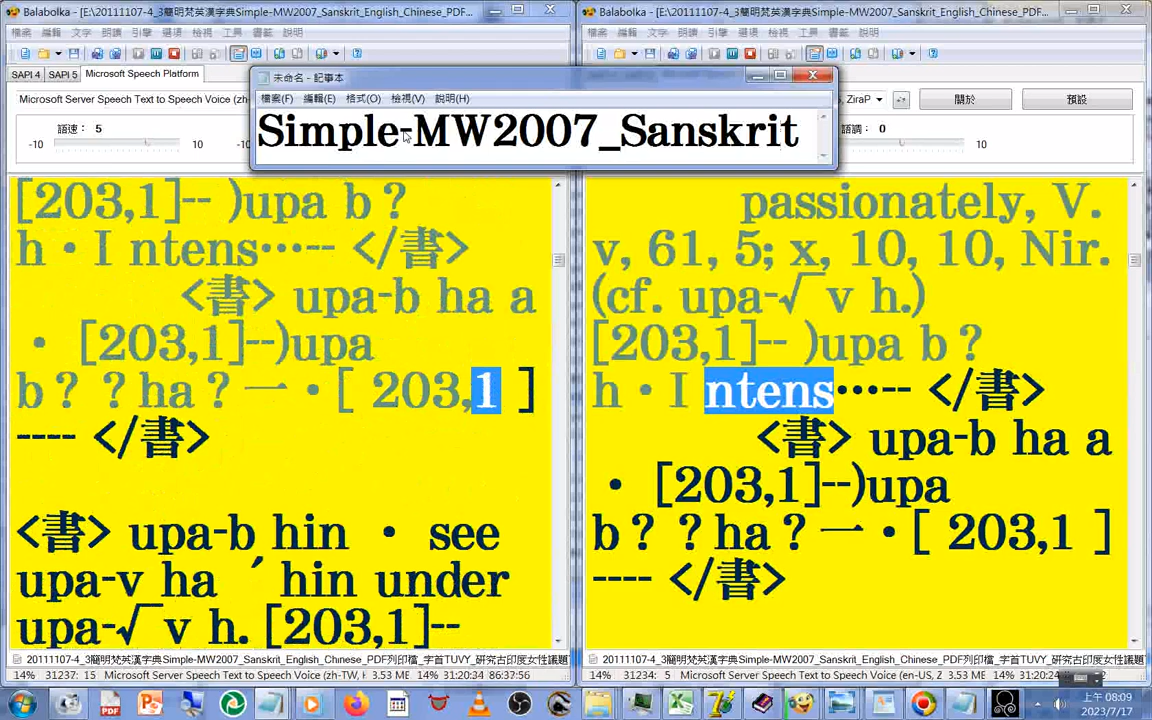 Balabolka - [E:\20111107-4_3簡明梵英漢字典Simple-MW2007_Sanskrit_English_Chinese_PDF...
檔案 編輯 文字 朗讀 引擎 選項 檢視 工具 書籤 說明
SAPI 4 SAPI 5 Microsoft Speech Platform
Microsoft Server Speech Text to Speech Voice (zh-
語速: 5
-10 10 -10
Balabolka - [E:\20111107-4_3簡明梵英漢字典Simple-MW2007_Sanskrit_English_Chinese_PDF...
檔案 編輯 文字 朗讀 引擎 選項 檢視 工具 書籤 說明
, ZiraP 關於 預設
語調: 0
10
未命名 - 記事本
檔案(F) 編輯(E) 格式(O) 檢視(V) 說明(H)
Simple-MW2007_Sanskrit
[203,1]-- )upa b?
h‧I ntens…-- </書>
<書> upa-b ha a
‧ [203,1]--)upa
b? ?ha?一‧[ 203,1 ]
---- </書>
<書> upa-b hin ‧ see
upa-v ha ˊhin under
upa-√ v h. [203,1]--
passionately, V.
v, 61, 5; x, 10, 10, Nir.
(cf. upa-√ v h.)
[203,1]-- )upa b?
h‧I ntens…-- </書>
<書> upa-b ha a
‧ [203,1]--)upa
b? ?ha?一‧[ 203,1 ]
---- </書>
20111107-4_3簡明梵英漢字典Simple-MW2007_Sanskrit_English_Chinese_PDF列印檔_字首TUVY_研究古印度女性議題
14% 31237: 15 Microsoft Server Speech Text to Speech Voice (zh-TW, H 3.53 ME 31:20:34 86:37:56
20111107-4_3簡明梵英漢字典Simple-MW2007_Sanskrit_English_Chinese_PDF列印檔_字首TUVY_研究古印度女性議題
14% 31234: 5 Microsoft Server Speech Text to Speech Voice (en-US, Z 3.53 ME 31:20
上午 08:09
2023/7/17